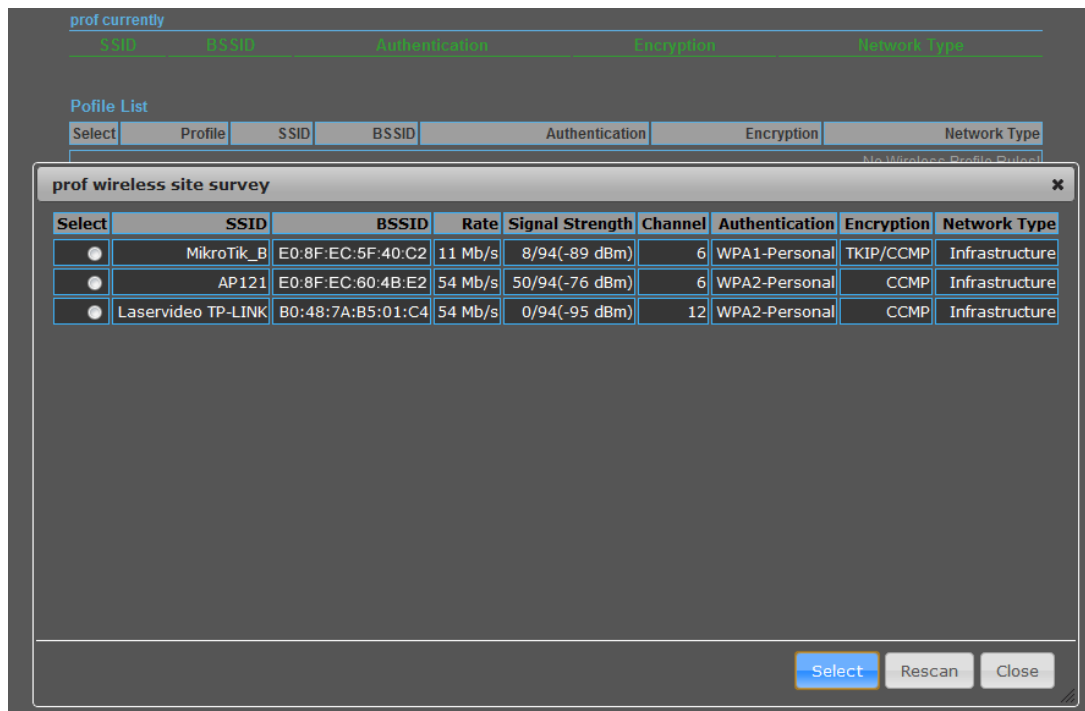 prof currently
SSID BSSID Authentication Encryption Network Type
Pofile List
Select Profile SSID BSSID Authentication Encryption Network Type
No Wireless Profile Rules!
prof wireless site survey
Select SSID BSSID Rate Signal Strength Channel Authentication Encryption Network Type
MikroTik_B E0:8F:EC:5F:40:C2 11 Mb/s 8/94(-89 dBm) 6 WPA1-Personal TKIP/CCMP Infrastructure
AP121 E0:8F:EC:60:4B:E2 54 Mb/s 50/94(-76 dBm) 6 WPA2-Personal CCMP Infrastructure
Laservideo TP-LINK B0:48:7A:B5:01:C4 54 Mb/s 0/94(-95 dBm) 12 WPA2-Personal CCMP Infrastructure
Select Rescan Close